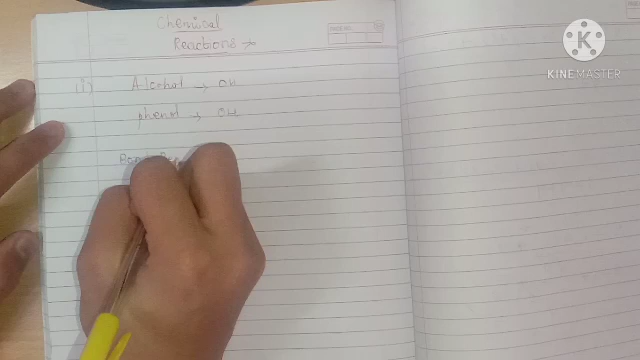 Chemical
Reactions
(1) Alcohol → OH
phenol → OH
KINEMASTER